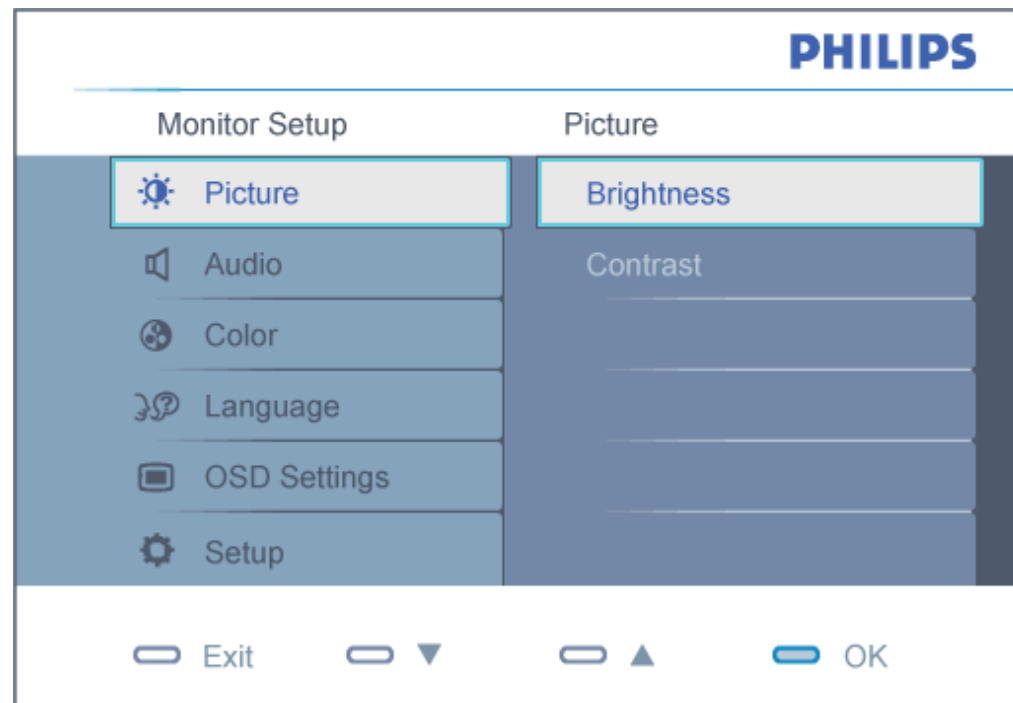 PHILIPS
Monitor Setup Picture
Picture Brightness
Audio Contrast
Color
Language
OSD Settings
Setup
Exit ▼ ▲ OK